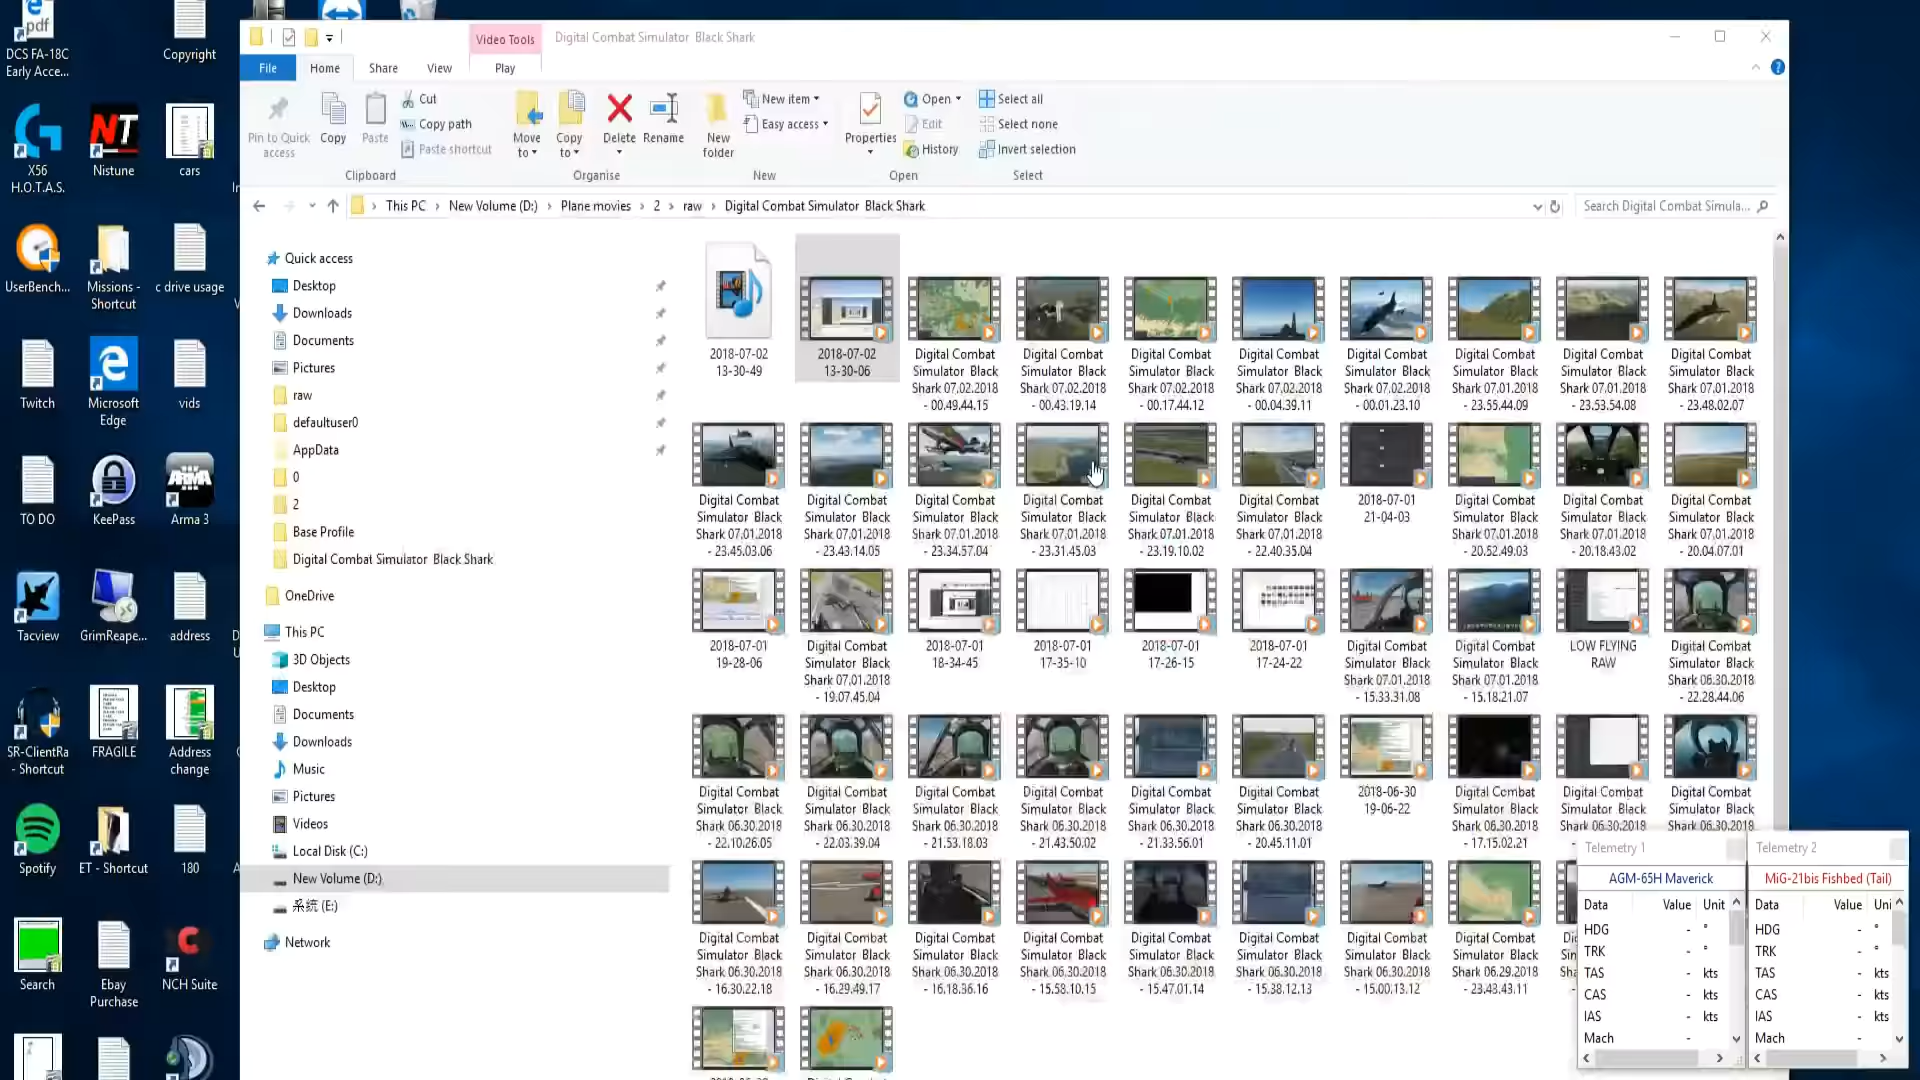 DCS FA-18C
Early Acce...
Copyright
X56
H.O.T.A.S.
Nistune
cars
UserBenc...
Missions -
Shortcut
c drive usage
Twitch
Microsoft
Edge
vids
TO DO
KeePass
Arma 3
Tacview
GrimReape...
address
SR-ClientRa
- Shortcut
FRAGILE
Address
change
Spotify
ET - Shortcut
180
Search
Ebay
Purchase
NCH Suite
Video Tools
Digital Combat Simulator Black Shark
File
Home
Share
View
Play
Pin to Quick
access
Copy
Paste
Cut
Copy path
Paste shortcut
Clipboard
Move
to
Copy
to
Delete
Rename
Organise
New
folder
New item
Easy access
New
Properties
Open
Edit
History
Open
Select all
Select none
Invert selection
Select
This PC > New Volume (D:) > Plane movies > 2 > raw > Digital Combat Simulator Black Shark
Search Digital Combat Simula...
Quick access
Desktop
Downloads
Documents
Pictures
raw
defaultuser0
AppData
0
2
Base Profile
Digital Combat Simulator Black Shark
OneDrive
This PC
3D Objects
Desktop
Documents
Downloads
Music
Pictures
Videos
Local Disk (C:)
New Volume (D:)
系統 (E:)
Network
2018-07-02
13-30-49
2018-07-02
13-30-06
Digital Combat
Simulator Black
Shark 07.02.2018
- 00.49.44.15
Digital Combat
Simulator Black
Shark 07.02.2018
- 00.43.19.14
Digital Combat
Simulator Black
Shark 07.02.2018
- 00.17.44.12
Digital Combat
Simulator Black
Shark 07.02.2018
- 00.04.39.11
Digital Combat
Simulator Black
Shark 07.02.2018
- 00.01.23.10
Digital Combat
Simulator Black
Shark 07.01.2018
- 23.55.44.09
Digital Combat
Simulator Black
Shark 07.01.2018
- 23.53.54.08
Digital Combat
Simulator Black
Shark 07.01.2018
- 23.48.02.07
Digital Combat
Simulator Black
Shark 07.01.2018
- 23.45.03.06
Digital Combat
Simulator Black
Shark 07.01.2018
- 23.43.14.05
Digital Combat
Simulator Black
Shark 07.01.2018
- 23.34.57.04
Digital Combat
Simulator Black
Shark 07.01.2018
- 23.31.45.03
Digital Combat
Simulator Black
Shark 07.01.2018
- 23.19.10.02
Digital Combat
Simulator Black
Shark 07.01.2018
- 22.40.35.04
2018-07-01
21-04-03
Digital Combat
Simulator Black
Shark 07.01.2018
- 20.52.49.03
Digital Combat
Simulator Black
Shark 07.01.2018
- 20.18.43.02
Digital Combat
Simulator Black
Shark 07.01.2018
- 20.04.07.01
2018-07-01
19-28-06
Digital Combat
Simulator Black
Shark 07.01.2018
- 19.07.45.04
2018-07-01
18-34-45
2018-07-01
17-35-10
2018-07-01
17-26-15
2018-07-01
17-24-22
Digital Combat
Simulator Black
Shark 07.01.2018
- 15.33.31.08
Digital Combat
Simulator Black
Shark 07.01.2018
- 15.18.21.07
LOW FLYING
RAW
Digital Combat
Simulator Black
Shark 06.30.2018
- 22.28.44.06
Digital Combat
Simulator Black
Shark 06.30.2018
- 22.10.26.05
Digital Combat
Simulator Black
Shark 06.30.2018
- 22.03.39.04
Digital Combat
Simulator Black
Shark 06.30.2018
- 21.53.18.03
Digital Combat
Simulator Black
Shark 06.30.2018
- 21.43.50.02
Digital Combat
Simulator Black
Shark 06.30.2018
- 21.33.56.01
Digital Combat
Simulator Black
Shark 06.30.2018
- 20.45.11.01
2018-06-30
19-06-22
Digital Combat
Simulator Black
Shark 06.30.2018
- 17.15.02.21
Digital Combat
Simulator Black
Shark 06.30.2018
Digital Combat
Simulator Black
Shark 06.30.2018
Digital Combat
Simulator Black
Shark 06.30.2018
- 16.30.22.18
Digital Combat
Simulator Black
Shark 06.30.2018
- 16.29.49.17
Digital Combat
Simulator Black
Shark 06.30.2018
- 16.18.36.16
Digital Combat
Simulator Black
Shark 06.30.2018
- 15.58.10.15
Digital Combat
Simulator Black
Shark 06.30.2018
- 15.47.01.14
Digital Combat
Simulator Black
Shark 06.30.2018
- 15.38.12.13
Digital Combat
Simulator Black
Shark 06.30.2018
- 15.00.13.12
Digital Combat
Simulator Black
Shark 06.29.2018
- 23.43.43.11
Telemetry 1
AGM-65H Maverick
Data Value Unit
HDG - °
TRK - °
TAS - kts
CAS - kts
IAS - kts
Mach -
Telemetry 2
MiG-21bis Fishbed (Tail)
Data Value Uni
HDG - °
TRK - °
TAS - kts
CAS - kts
IAS - kts
Mach -